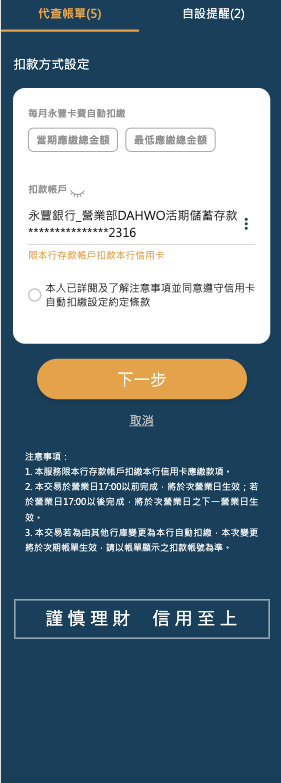 代查帳單(5)
自設提醒(2)
扣款方式設定
每月永豐卡費自動扣繳
當期應繳總金額
最低應繳總金額
扣款帳戶
永豐銀行_營業部DAHWO活期儲蓄存款
***************2316
限本行存款帳戶扣款本行信用卡
本人已詳閱及了解注意事項並同意遵守信用卡
自動扣繳設定約定條款
下一步
取消
注意事項：
1. 本服務限本行存款帳戶扣繳本行信用卡應繳款項。
2. 本交易於營業日17:00以前完成，將於次營業日生效；若
於營業日17:00以後完成，將於次營業日之下一營業日生
效。
3. 本交易若為由其他行庫變更為本行自動扣繳，本次變更
將於次期帳單生效，請以帳單顯示之扣款帳號為準。
謹慎理財 信用至上